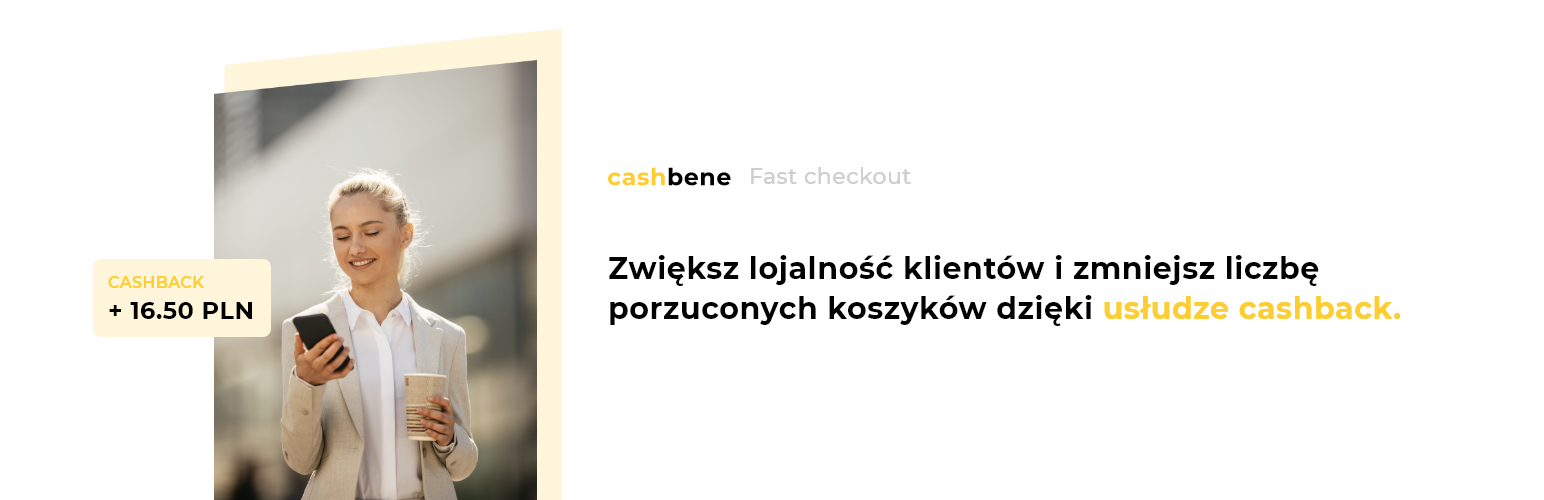 cashbene Fast checkout
CASHBACK
+ 16.50 PLN
Zwiększ lojalność klientów i zmniejsz liczbę
porzuconych koszyków dzięki usłudze cashback.